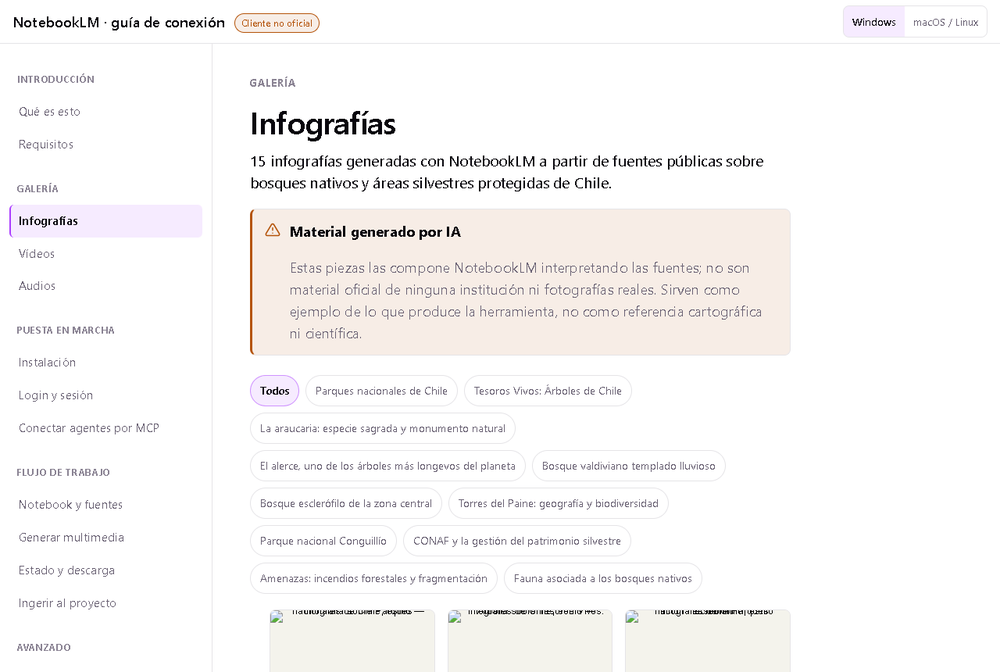 NotebookLM · guía de conexión
Cliente no oficial
Windows
macOS / Linux
INTRODUCCIÓN
Qué es esto
Requisitos
GALERÍA
Infografías
Vídeos
Audios
PUESTA EN MARCHA
Instalación
Login y sesión
Conectar agentes por MCP
FLUJO DE TRABAJO
Notebook y fuentes
Generar multimedia
Estado y descarga
Ingerir al proyecto
AVANZADO
GALERÍA
Infografías
15 infografías generadas con NotebookLM a partir de fuentes públicas sobre
bosques nativos y áreas silvestres protegidas de Chile.
Material generado por IA
Estas piezas las compone NotebookLM interpretando las fuentes; no son
material oficial de ninguna institución ni fotografías reales. Sirven como
ejemplo de lo que produce la herramienta, no como referencia cartográfica
ni científica.
Todos
Parques nacionales de Chile
Tesoros Vivos: Árboles de Chile
La araucaria: especie sagrada y monumento natural
El alerce, uno de los árboles más longevos del planeta
Bosque valdiviano templado lluvioso
Bosque esclerófilo de la zona central
Torres del Paine: geografía y biodiversidad
Parque nacional Conguillío
CONAF y la gestión del patrimonio silvestre
Amenazas: incendios forestales y fragmentación
Fauna asociada a los bosques nativos